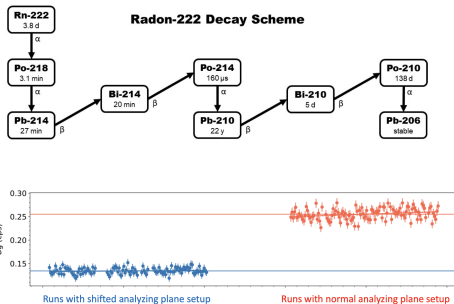 Radon-222 Decay Scheme
Rn-222
3.8 d
α
Po-218
3.1 min
α
Pb-214
27 min
β
Bi-214
20 min
β
Po-214
160 µs
α
Pb-210
22 y
β
Bi-210
5 d
β
Po-210
138 d
α
Pb-206
stable
0.30
0.25
0.20
0.15
Runs with shifted analyzing plane setup
Runs with normal analyzing plane setup